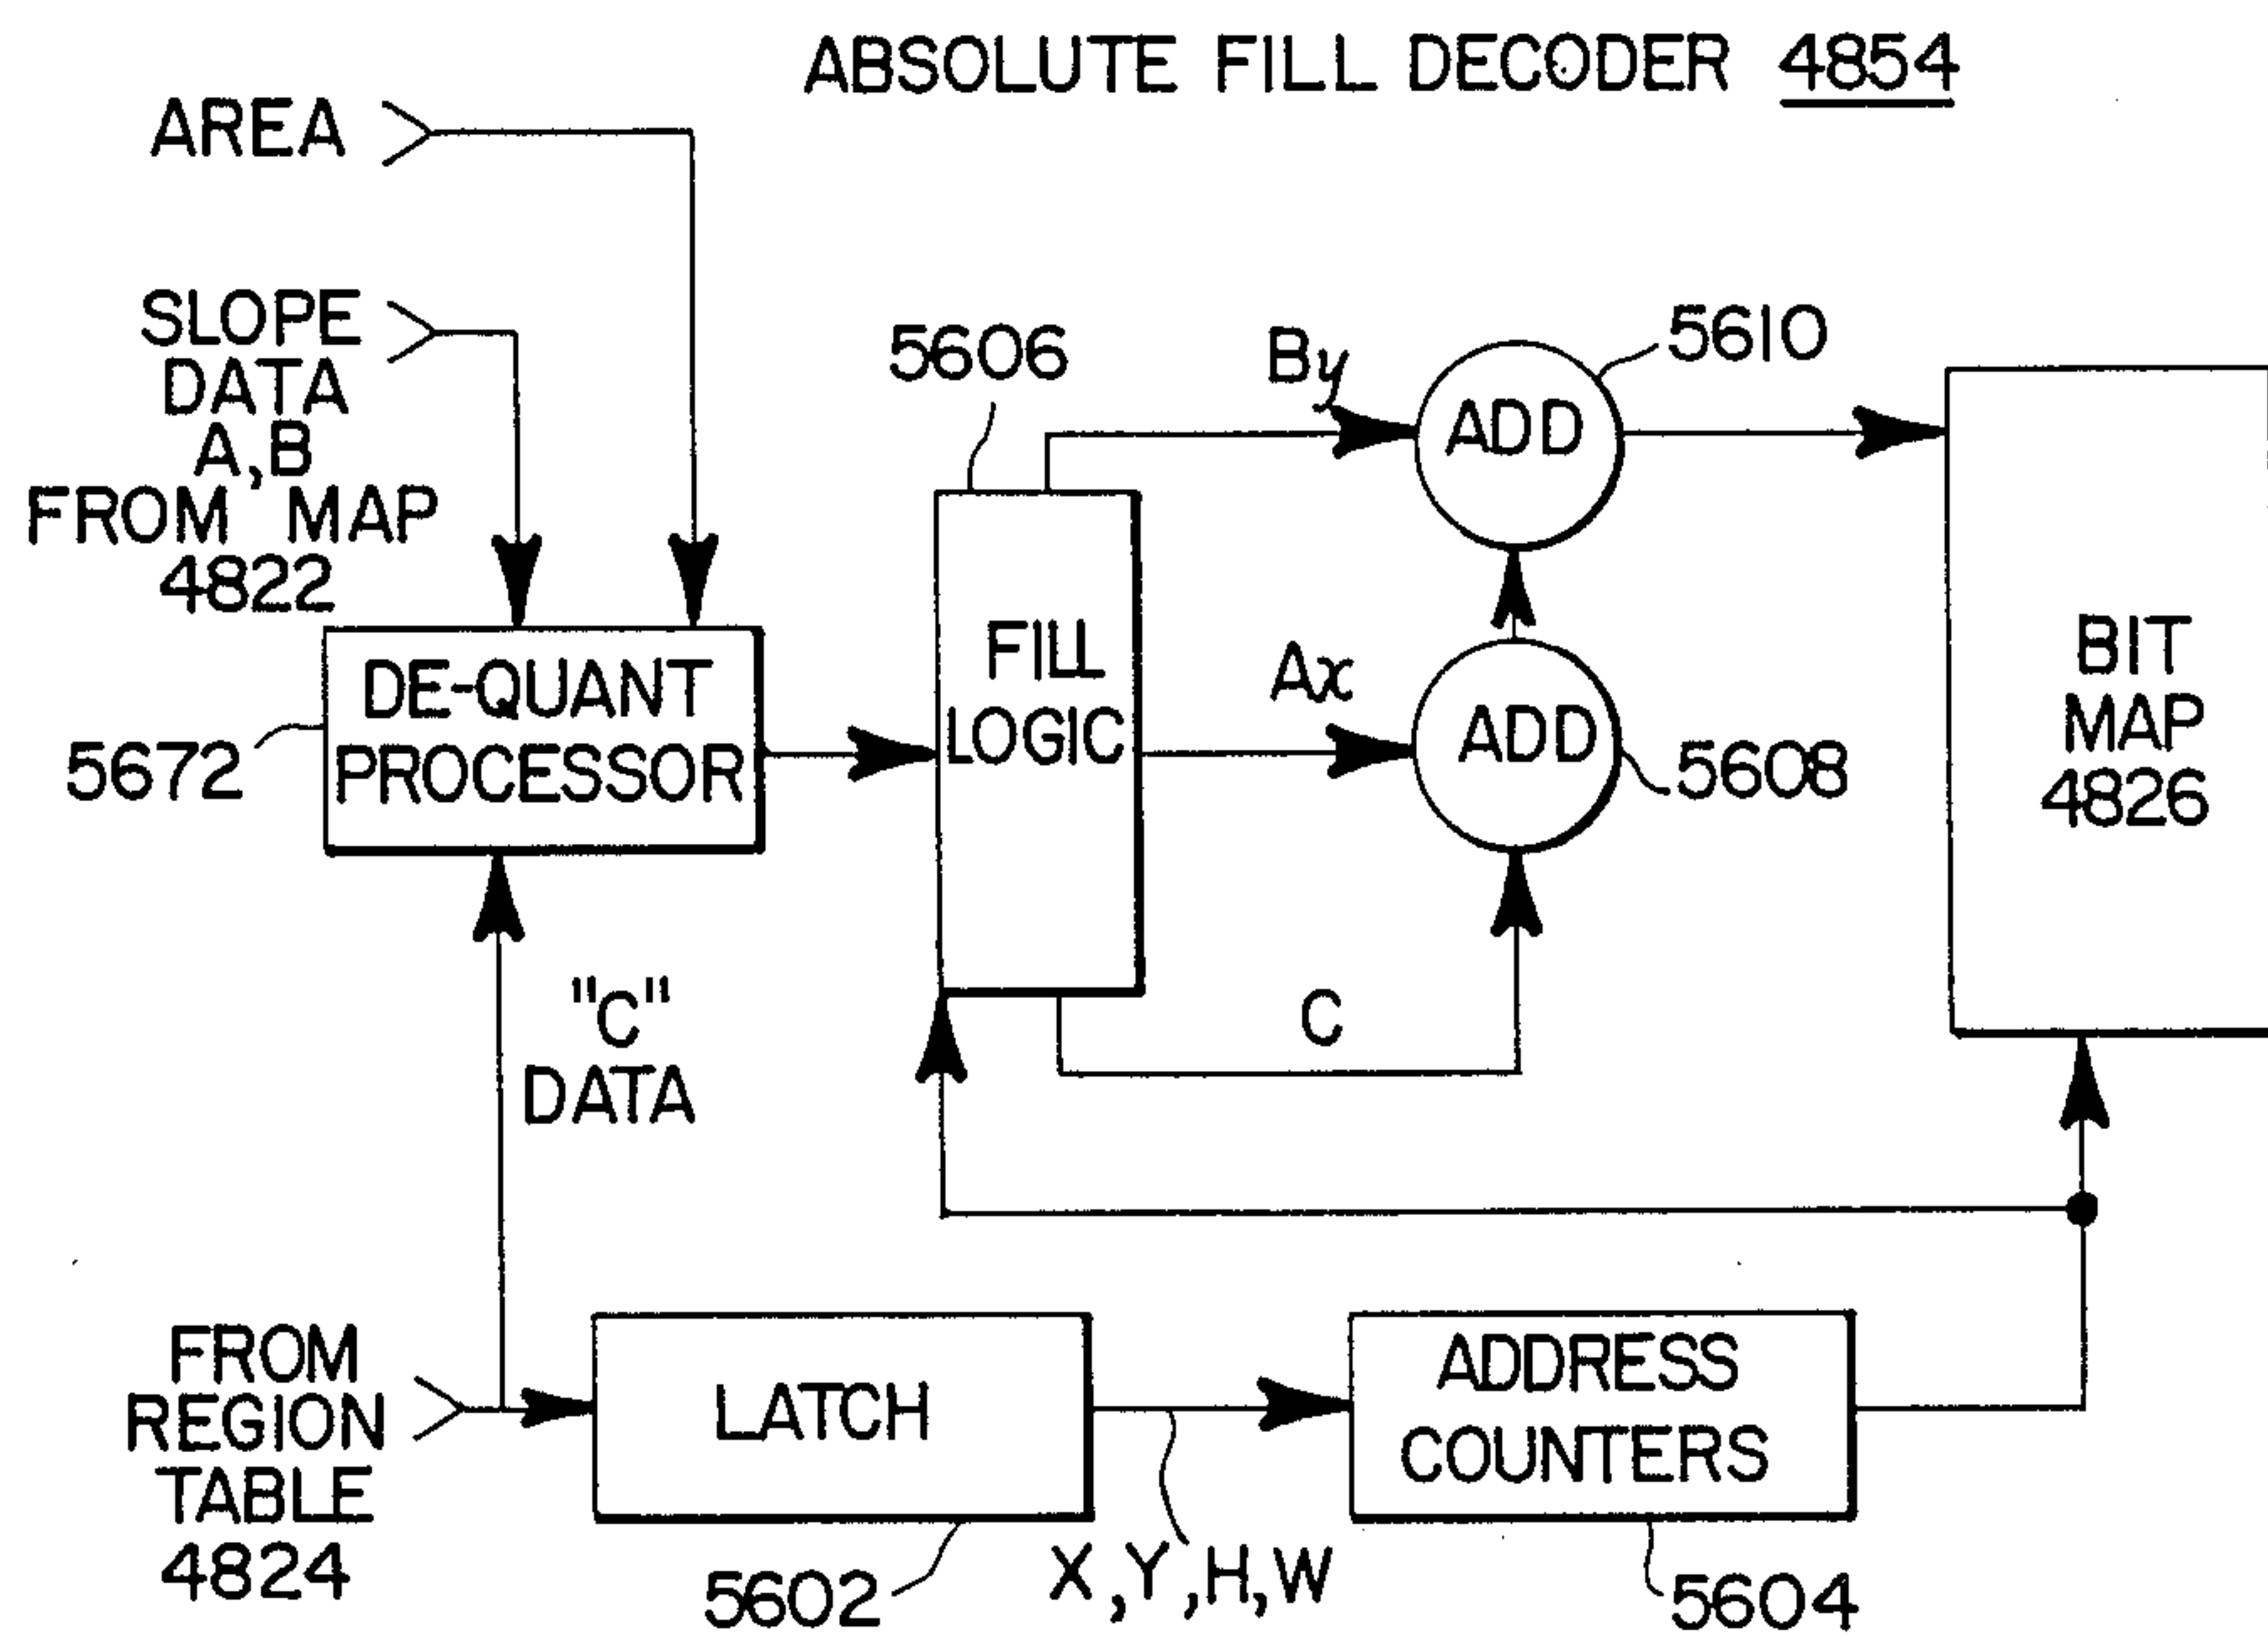 ABSOLUTE FILL DECODER 4854
AREA
SLOPE
DATA
A,B
FROM MAP
4822
5606
By
5610
ADD
DE-QUANT
PROCESSOR
5672
FILL
LOGIC
Ax
ADD
5608
BIT
MAP
4826
"C"
DATA
C
FROM
REGION
TABLE
4824
LATCH
5602
X,Y,H,W
ADDRESS
COUNTERS
5604